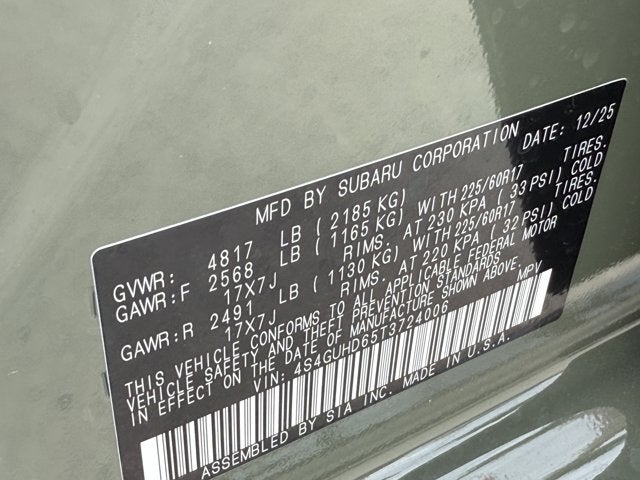 MFD BY SUBARU CORPORATION DATE: 12/25
GVWR: 4817 LB ( 2185 KG)
GAWR:F 2568 LB ( 1165 KG) WITH 225/60R17 TIRES.
17X7J RIMS. AT 230 KPA ( 33 PSI) COLD
GAWR:R 2491 LB ( 1130 KG) WITH 225/60R17 TIRES.
17X7J RIMS. AT 220 KPA ( 32 PSI) COLD
THIS VEHICLE CONFORMS TO ALL APPLICABLE FEDERAL MOTOR
VEHICLE SAFETY AND THEFT PREVENTION STANDARDS
IN EFFECT ON THE DATE OF MANUFACTURE SHOWN ABOVE.
VIN: 4S4GUHD65T3724006 MPV
ASSEMBLED BY SIA INC. MADE IN U.S.A.